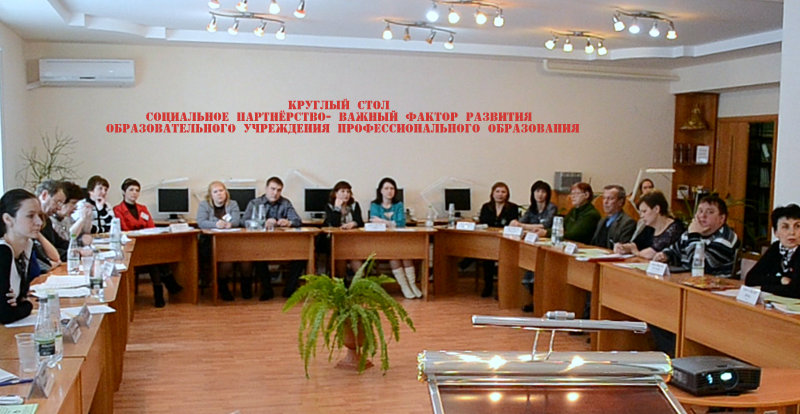 КРУГЛЫЙ СТОЛ
СОЦИАЛЬНОЕ ПАРТНЁРСТВО- ВАЖНЫЙ ФАКТОР РАЗВИТИЯ
ОБРАЗОВАТЕЛЬНОГО УЧРЕЖДЕНИЯ ПРОФЕССИОНАЛЬНОГО ОБРАЗОВАНИЯ